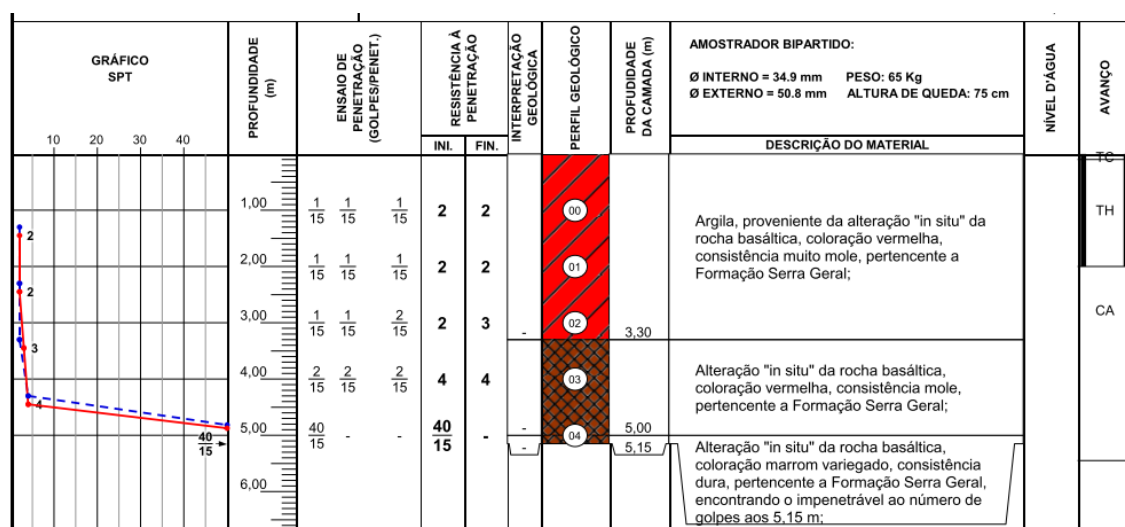 GRÁFICO
SPT
10 20 30 40
PROFUNDIDADE
(m)
ENSAIO DE
PENETRAÇÃO
(GOLPES/PENET.)
RESISTÊNCIA À
PENETRAÇÃO
INI. FIN.
INTERPRETAÇÃO
GEOLÓGICA
PERFIL GEOLÓGICO
PROFUDIDADE
DA CAMADA (m)
AMOSTRADOR BIPARTIDO:
Ø INTERNO = 34.9 mm PESO: 65 Kg
Ø EXTERNO = 50.8 mm ALTURA DE QUEDA: 75 cm
DESCRIÇÃO DO MATERIAL
NÍVEL D'ÁGUA
AVANÇO
TC
2
1,00 1/15 1/15 1/15 2 2 00
TH
Argila, proveniente da alteração "in situ" da
rocha basáltica, coloração vermelha,
consistência muito mole, pertencente a
Formação Serra Geral;
2
2,00 1/15 1/15 1/15 2 2 01
3
3,00 1/15 1/15 2/15 2 3 - 02 3,30
CA
4
4,00 2/15 2/15 2/15 4 4 03
Alteração "in situ" da rocha basáltica,
coloração vermelha, consistência mole,
pertencente a Formação Serra Geral;
40/15
5,00 40/15 - - 40/15 - - 04 5,00
- 5,15
Alteração "in situ" da rocha basáltica,
coloração marrom variegado, consistência
dura, pertencente a Formação Serra Geral,
encontrando o impenetrável ao número de
golpes aos 5,15 m;
6,00